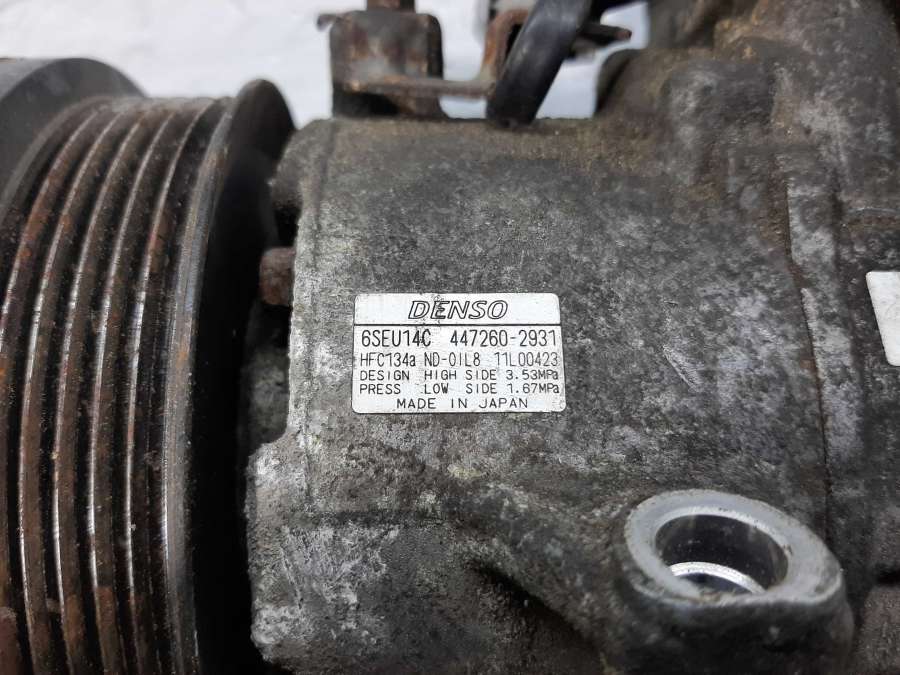 DENSO
6SEU14C 447260-2931
HFC134a ND-OIL8 11L00423
DESIGN HIGH SIDE 3.53MPa
PRESS LOW SIDE 1.67MPa
MADE IN JAPAN